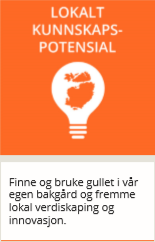 LOKALT
KUNNSKAPS-
POTENSIAL
Finne og bruke gullet i vår
egen bakgård og fremme
lokal verdiskaping og
innovasjon.